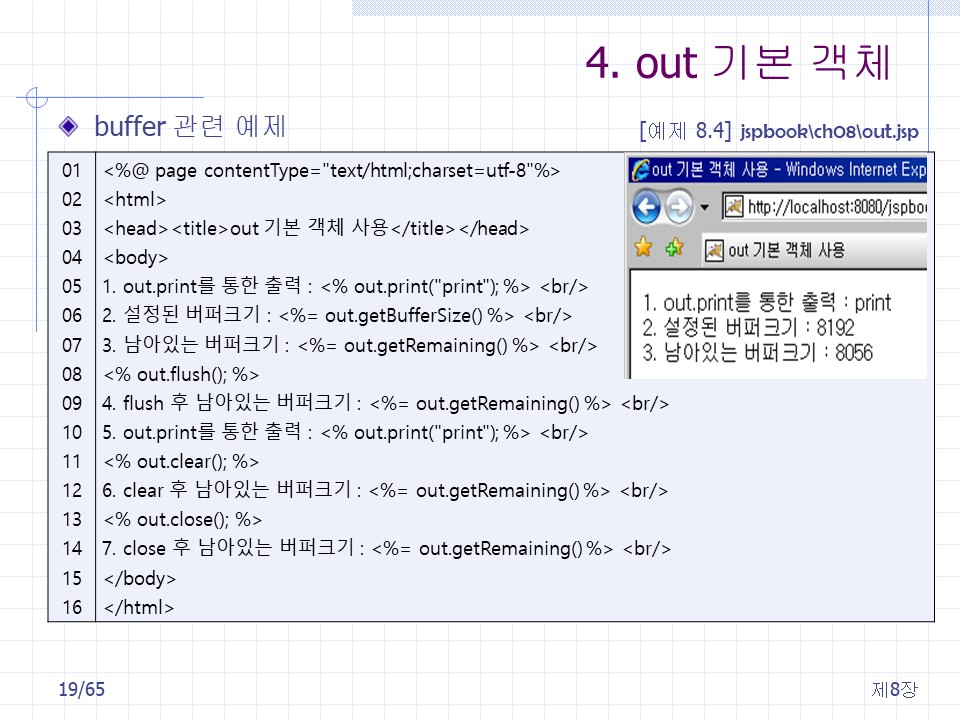 4. out 기본 객체
buffer 관련 예제
[예제 8.4] jspbook\ch08\out.jsp
01 <%@ page contentType="text/html;charset=utf-8"%>
02 <html>
03 <head><title>out 기본 객체 사용</title></head>
04 <body>
05 1. out.print를 통한 출력 : <% out.print("print"); %> <br/>
06 2. 설정된 버퍼크기 : <%= out.getBufferSize() %> <br/>
07 3. 남아있는 버퍼크기 : <%= out.getRemaining() %> <br/>
08 <% out.flush(); %>
09 4. flush 후 남아있는 버퍼크기 : <%= out.getRemaining() %> <br/>
10 5. out.print를 통한 출력 : <% out.print("print"); %> <br/>
11 <% out.clear(); %>
12 6. clear 후 남아있는 버퍼크기 : <%= out.getRemaining() %> <br/>
13 <% out.close(); %>
14 7. close 후 남아있는 버퍼크기 : <%= out.getRemaining() %> <br/>
15 </body>
16 </html>
out 기본 객체 사용 - Windows Internet Exp
http://localhost:8080/jspbo
out 기본 객체 사용
1. out.print를 통한 출력 : print
2. 설정된 버퍼크기 : 8192
3. 남아있는 버퍼크기 : 8056
19/65
제8장